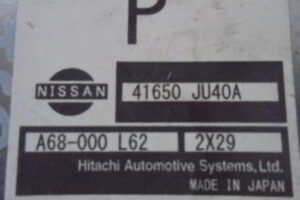 P
NISSAN 41650 JU40A
A68-000 L62 2X29
Hitachi Automotive Systems, Ltd.
MADE IN JAPAN